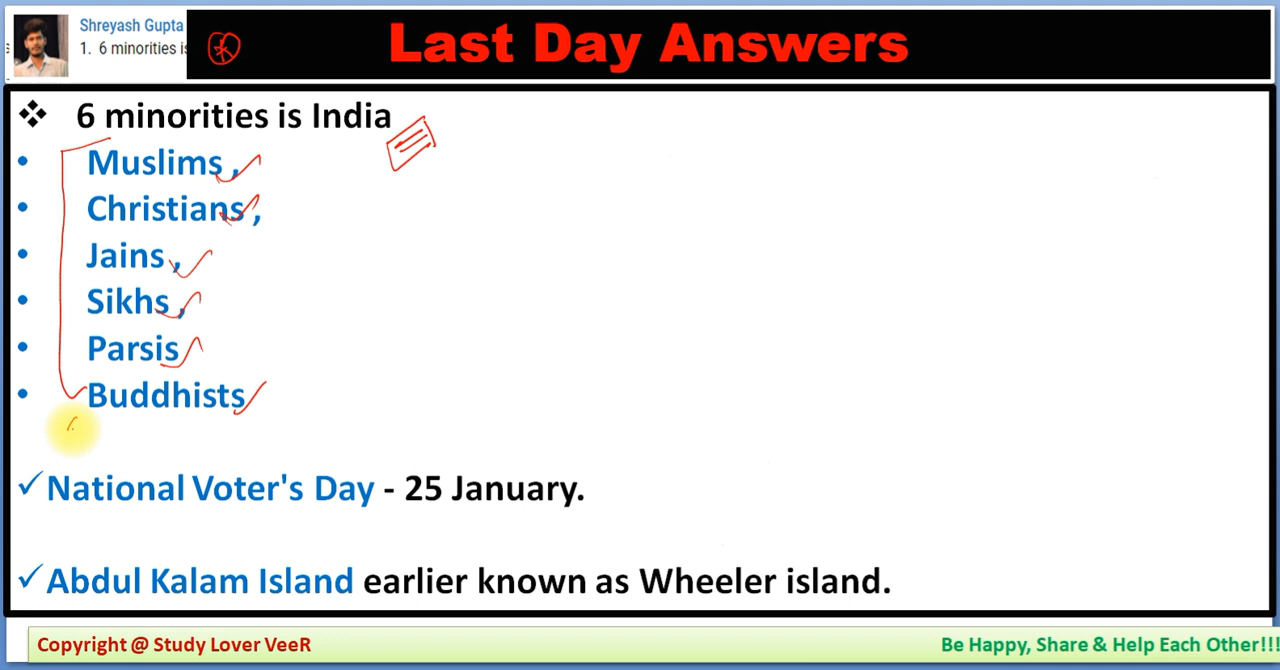 Shreyash Gupta
1. 6 minorities is
Last Day Answers
❖ 6 minorities is India
• Muslims ,
• Christians ,
• Jains ,
• Sikhs ,
• Parsis
• Buddhists
✓National Voter's Day - 25 January.
✓Abdul Kalam Island earlier known as Wheeler island.
Copyright @ Study Lover VeeR
Be Happy, Share & Help Each Other!!!